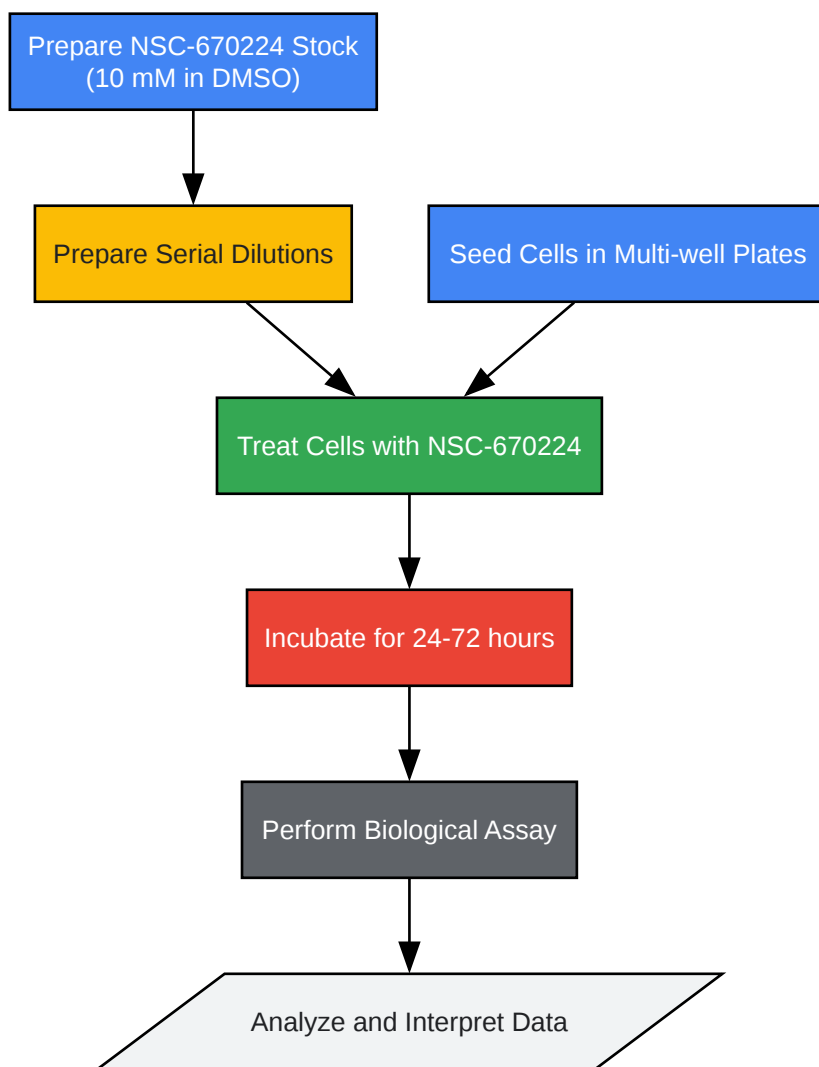 Prepare NSC-670224 Stock
(10 mM in DMSO)
Prepare Serial Dilutions
Seed Cells in Multi-well Plates
Treat Cells with NSC-670224
Incubate for 24-72 hours
Perform Biological Assay
Analyze and Interpret Data